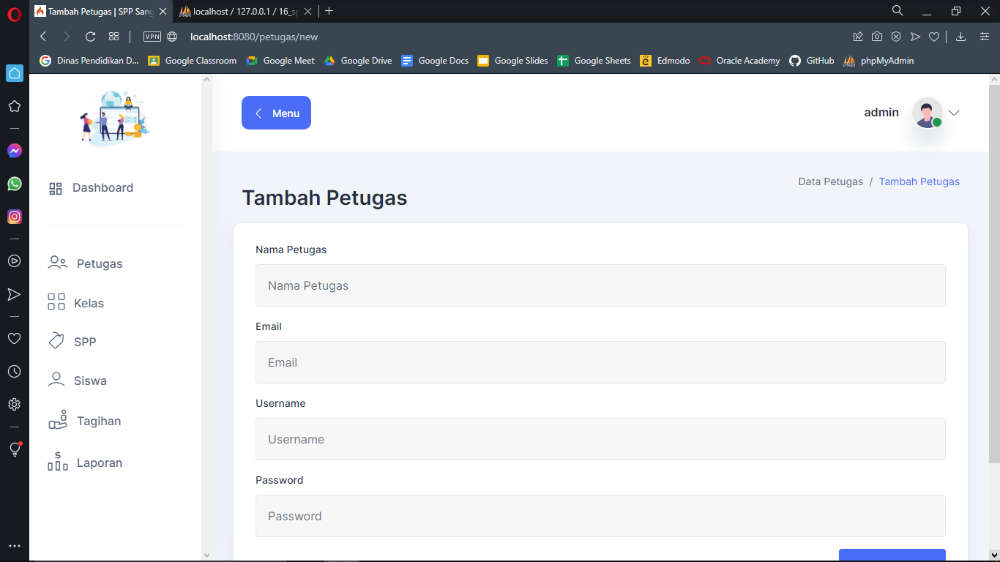 Tambah Petugas | SPP Sang
localhost / 127.0.0.1 / 16_sp
VPN
localhost:8080/petugas/new
Dinas Pendidikan D...
Google Classroom
Google Meet
Google Drive
Google Docs
Google Slides
Google Sheets
Edmodo
Oracle Academy
GitHub
phpMyAdmin
Menu
admin
Dashboard
Petugas
Kelas
SPP
Siswa
Tagihan
Laporan
Data Petugas / Tambah Petugas
Tambah Petugas
Nama Petugas
Nama Petugas
Email
Email
Username
Username
Password
Password